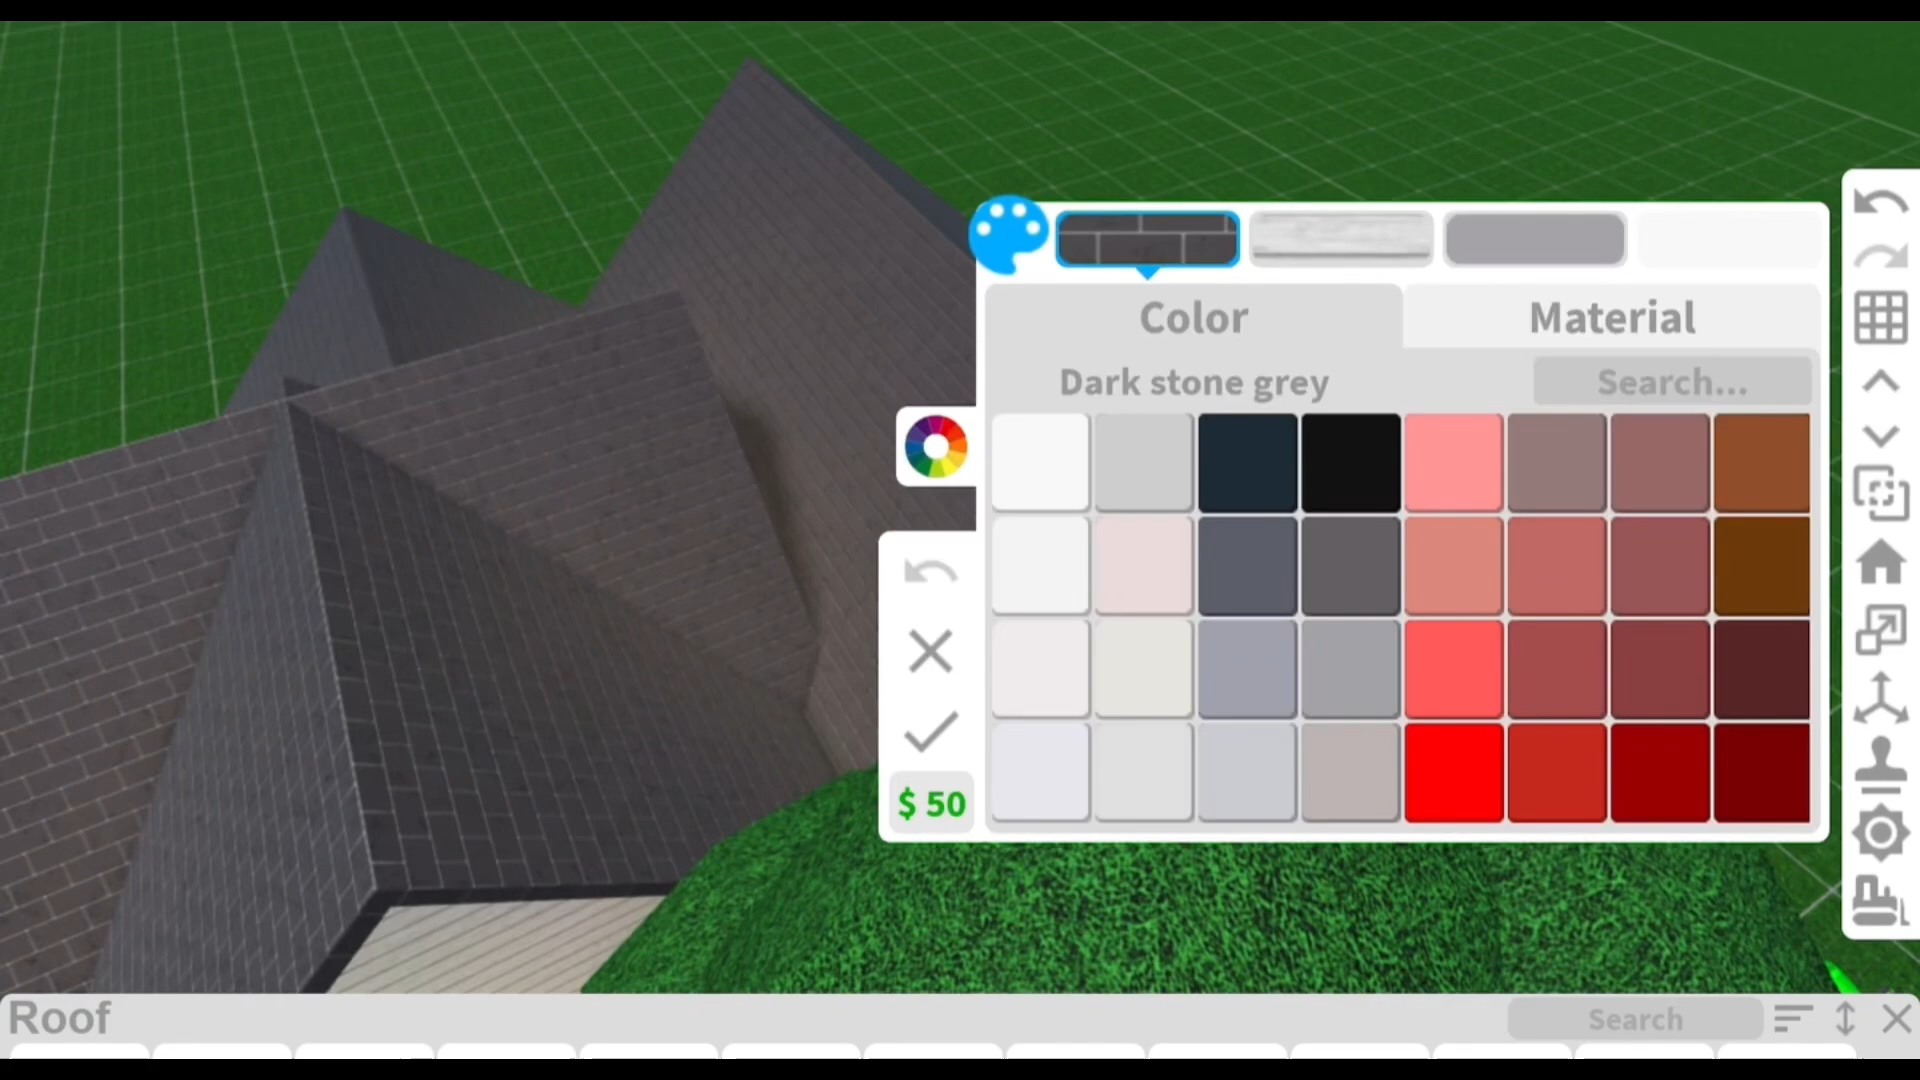 Color
Material
Dark stone grey
Search...
$ 50
Roof
Search